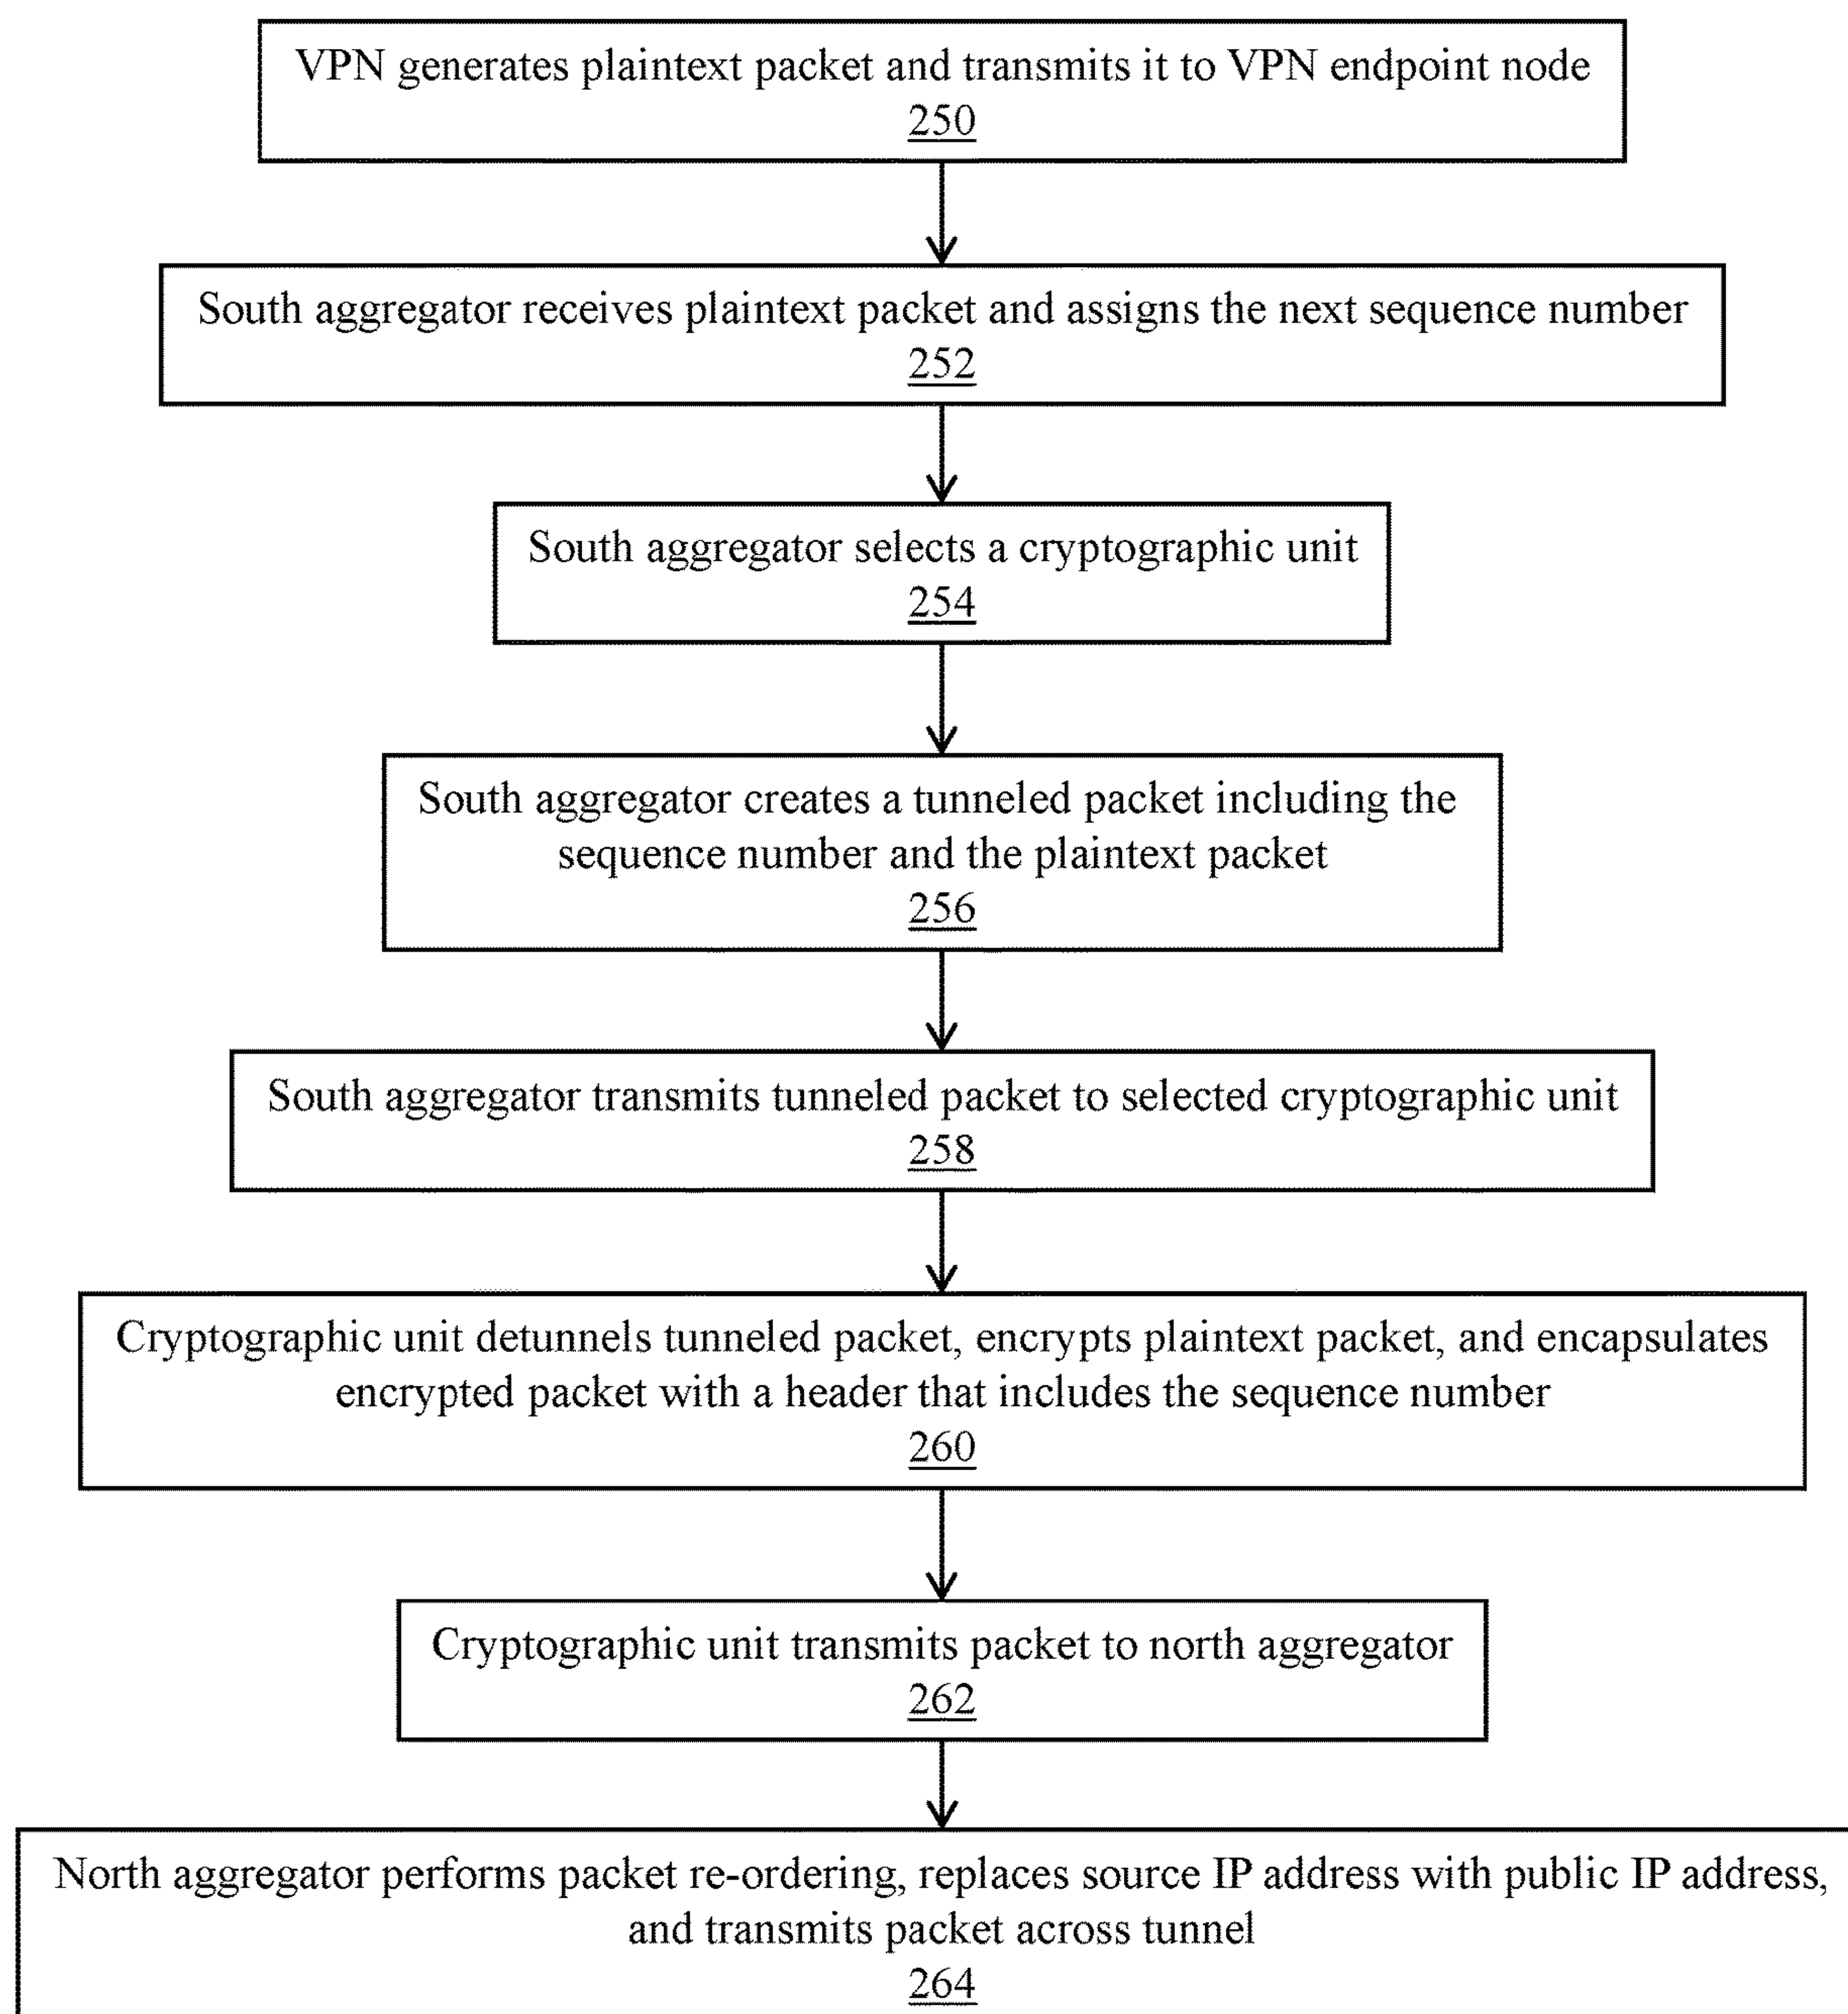 VPN generates plaintext packet and transmits it to VPN endpoint node
250
South aggregator receives plaintext packet and assigns the next sequence number
252
South aggregator selects a cryptographic unit
254
South aggregator creates a tunneled packet including the
sequence number and the plaintext packet
256
South aggregator transmits tunneled packet to selected cryptographic unit
258
Cryptographic unit detunnels tunneled packet, encrypts plaintext packet, and encapsulates
encrypted packet with a header that includes the sequence number
260
Cryptographic unit transmits packet to north aggregator
262
North aggregator performs packet re-ordering, replaces source IP address with public IP address,
and transmits packet across tunnel
264